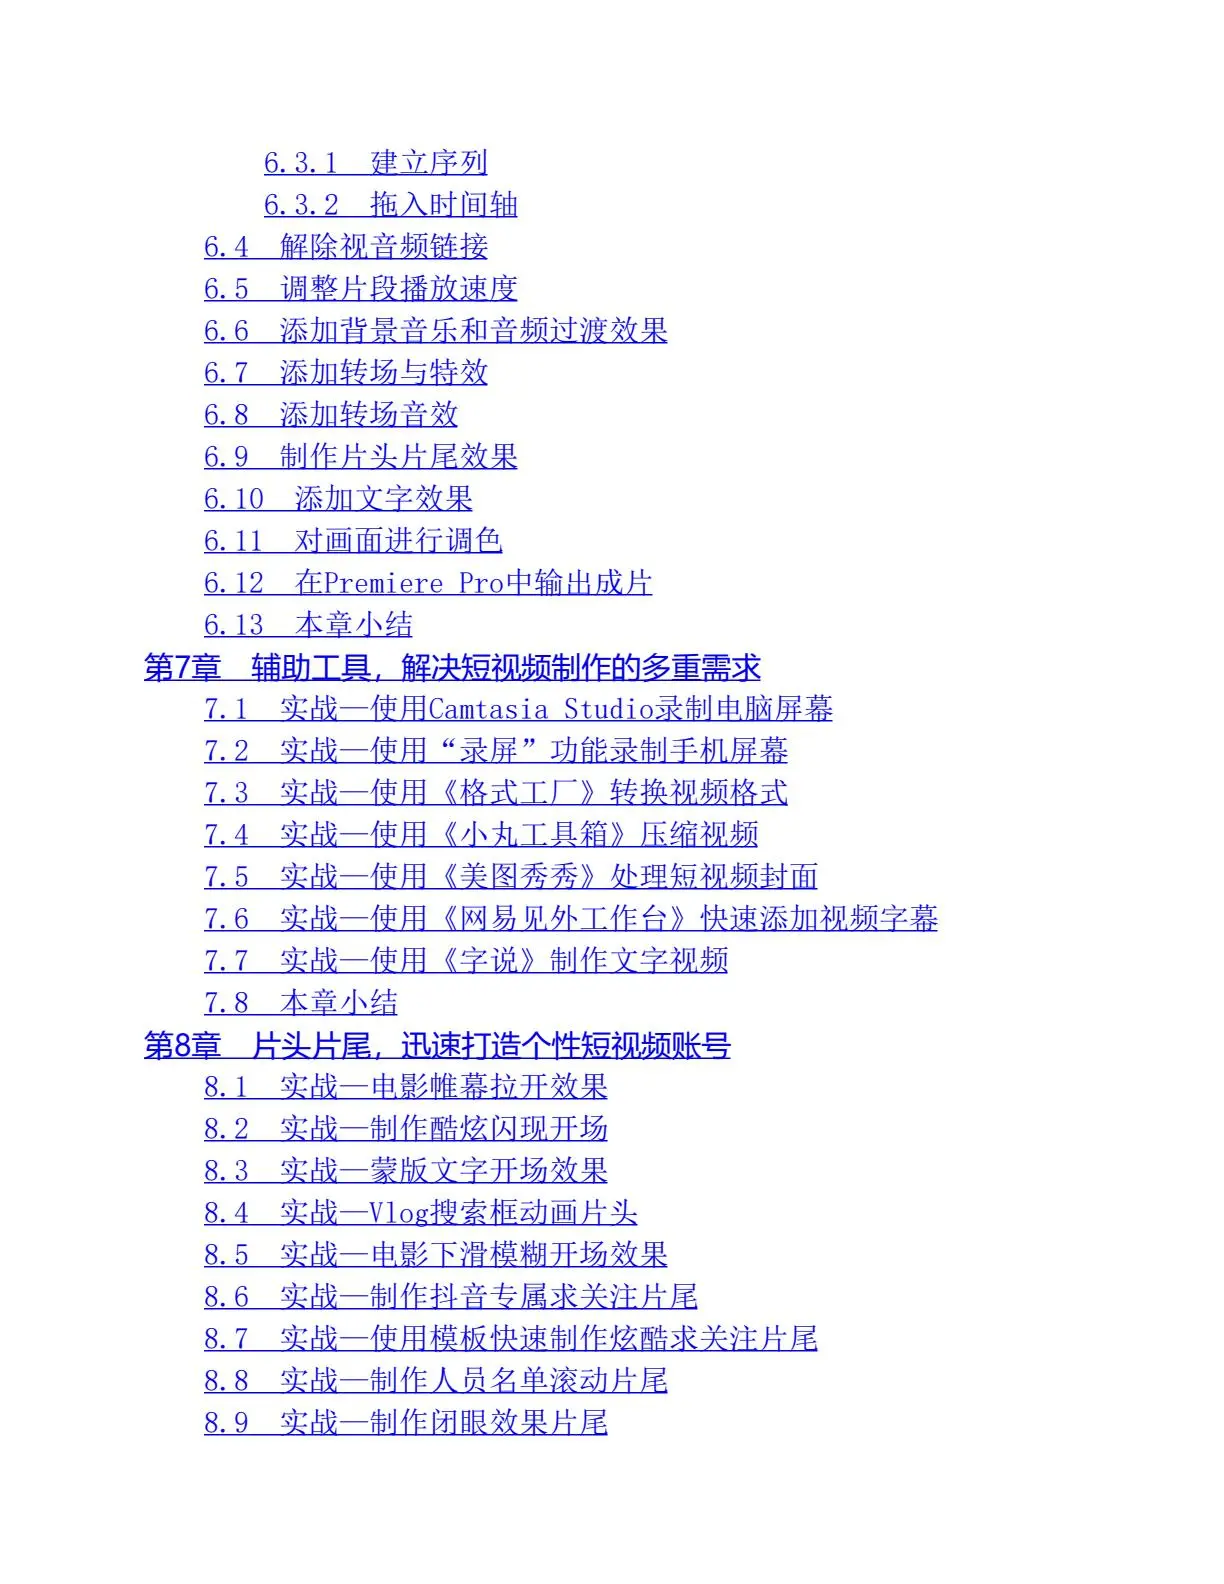 6.3.1　建立序列
6.3.2　拖入时间轴
6.4　解除视音频链接
6.5　调整片段播放速度
6.6　添加背景音乐和音频过渡效果
6.7　添加转场与特效
6.8　添加转场音效
6.9　制作片头片尾效果
6.10　添加文字效果
6.11　对画面进行调色
6.12　在Premiere Pro中输出成片
6.13　本章小结
第7章　辅助工具，解决短视频制作的多重需求
7.1　实战—使用Camtasia Studio录制电脑屏幕
7.2　实战—使用“录屏”功能录制手机屏幕
7.3　实战—使用《格式工厂》转换视频格式
7.4　实战—使用《小丸工具箱》压缩视频
7.5　实战—使用《美图秀秀》处理短视频封面
7.6　实战—使用《网易见外工作台》快速添加视频字幕
7.7　实战—使用《字说》制作文字视频
7.8　本章小结
第8章　片头片尾，迅速打造个性短视频账号
8.1　实战—电影帷幕拉开效果
8.2　实战—制作酷炫闪现开场
8.3　实战—蒙版文字开场效果
8.4　实战—Vlog搜索框动画片头
8.5　实战—电影下滑模糊开场效果
8.6　实战—制作抖音专属求关注片尾
8.7　实战—使用模板快速制作炫酷求关注片尾
8.8　实战—制作人员名单滚动片尾
8.9　实战—制作闭眼效果片尾